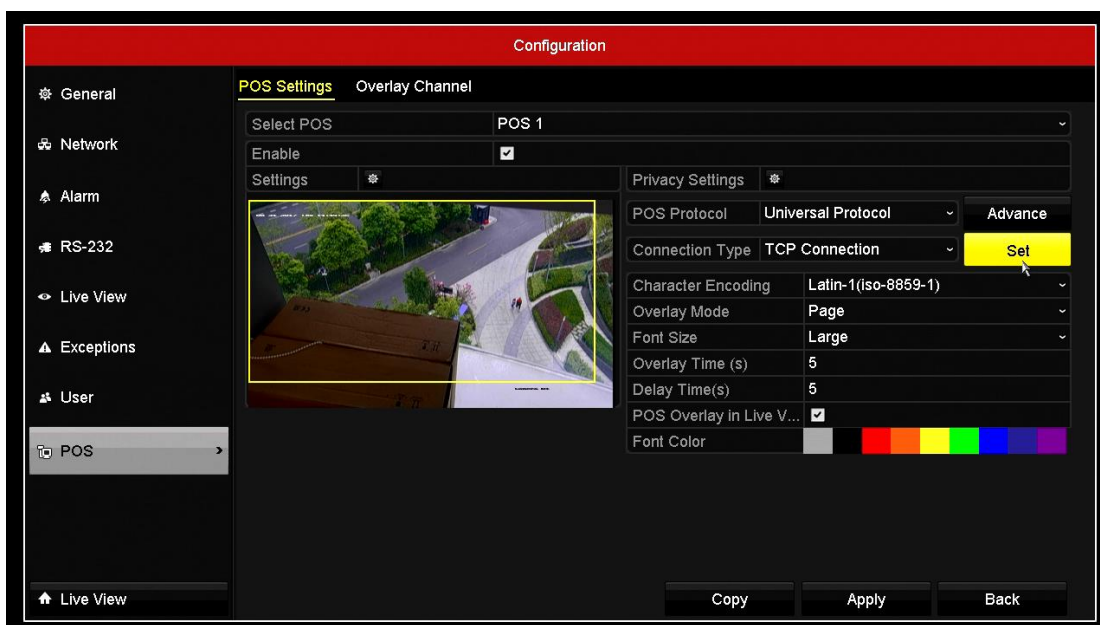 Configuration
General
Network
Alarm
RS-232
Live View
Exceptions
User
POS
Live View
POS Settings Overlay Channel
Select POS POS 1
Enable
Settings Privacy Settings
POS Protocol Universal Protocol Advance
Connection Type TCP Connection Set
Character Encoding Latin-1(iso-8859-1)
Overlay Mode Page
Font Size Large
Overlay Time (s) 5
Delay Time(s) 5
POS Overlay in Live V...
Font Color
Copy Apply Back